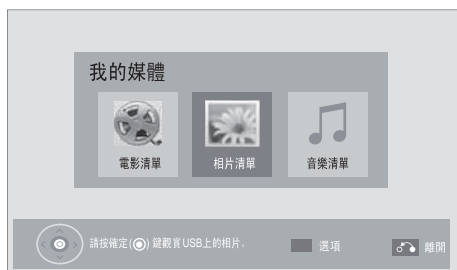 我的媒體
電影清單
相片清單
音樂清單
請按確定(◉) 鍵觀賞USB上的相片。
選項
離開